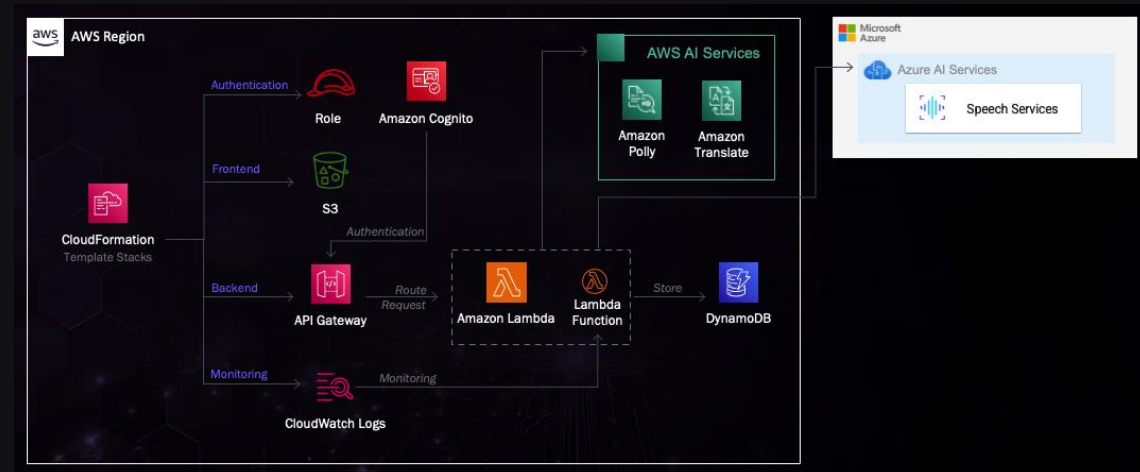 aws
AWS Region
Microsoft
Azure
Azure AI Services
Speech Services
AWS AI Services
Amazon
Polly
Amazon
Translate
Authentication
Role
Amazon Cognito
Frontend
S3
CloudFormation
Template Stacks
Authentication
Backend
API Gateway
Route
Request
Amazon Lambda
Lambda
Function
Store
DynamoDB
Monitoring
CloudWatch Logs
Monitoring